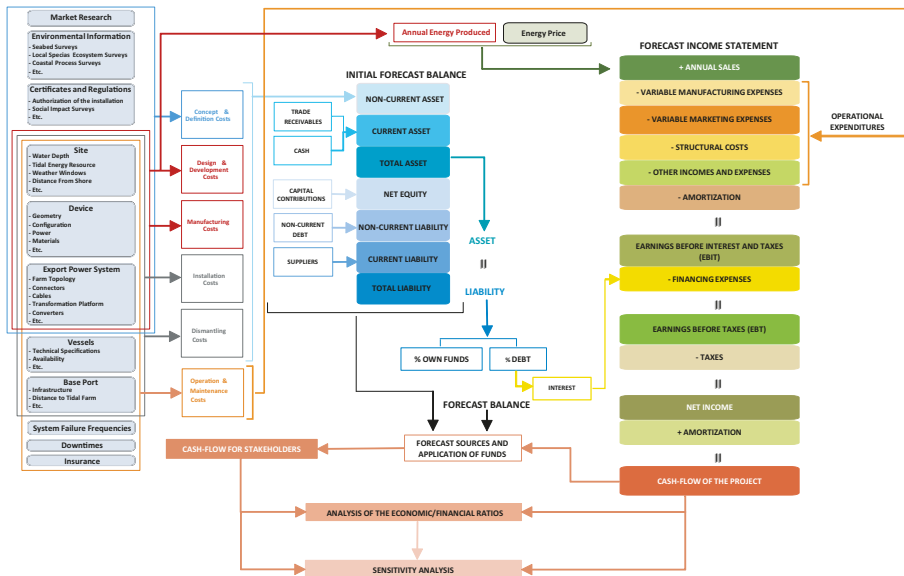 Market Research
Environmental Information
- Seabed Surveys
- Local Species Ecosystem Surveys
- Coastal Process Surveys
- Etc.
Certificates and Regulations
- Authorization of the installation
- Social Impact Surveys
- Etc.
Site
- Water Depth
- Tidal Energy Resource
- Weather Windows
- Distance From Shore
- Etc.
Device
- Geometry
- Configuration
- Power
- Materials
- Etc.
Export Power System
- Farm Topology
- Connectors
- Cables
- Transformation Platform
- Converters
- Etc.
Vessels
- Technical Specifications
- Availability
- Etc.
Base Port
- Infrastructure
- Distance to Tidal Farm
- Etc.
System Failure Frequencies
Downtimes
Insurance
Concept &
Definition Costs
Design &
Development Costs
Manufacturing
Costs
Installation
Costs
Dismantling
Costs
Operation &
Maintenance
Costs
Annual Energy Produced
Energy Price
INITIAL FORECAST BALANCE
TRADE
RECEIVABLES
CASH
CAPITAL
CONTRIBUTIONS
NON-CURRENT
DEBT
SUPPLIERS
NON-CURRENT ASSET
CURRENT ASSET
TOTAL ASSET
NET EQUITY
NON-CURRENT LIABILITY
CURRENT LIABILITY
TOTAL LIABILITY
ASSET
=
LIABILITY
% OWN FUNDS
% DEBT
INTEREST
FORECAST BALANCE
FORECAST SOURCES AND
APPLICATION OF FUNDS
CASH-FLOW FOR STAKEHOLDERS
ANALYSIS OF THE ECONOMIC/FINANCIAL RATIOS
SENSITIVITY ANALYSIS
FORECAST INCOME STATEMENT
+ ANNUAL SALES
- VARIABLE MANUFACTURING EXPENSES
- VARIABLE MARKETING EXPENSES
- STRUCTURAL COSTS
- OTHER INCOMES AND EXPENSES
- AMORTIZATION
=
EARNINGS BEFORE INTEREST AND TAXES
(EBIT)
- FINANCING EXPENSES
=
EARNINGS BEFORE TAXES (EBT)
- TAXES
=
NET INCOME
+ AMORTIZATION
=
CASH-FLOW OF THE PROJECT
OPERATIONAL
EXPENDITURES